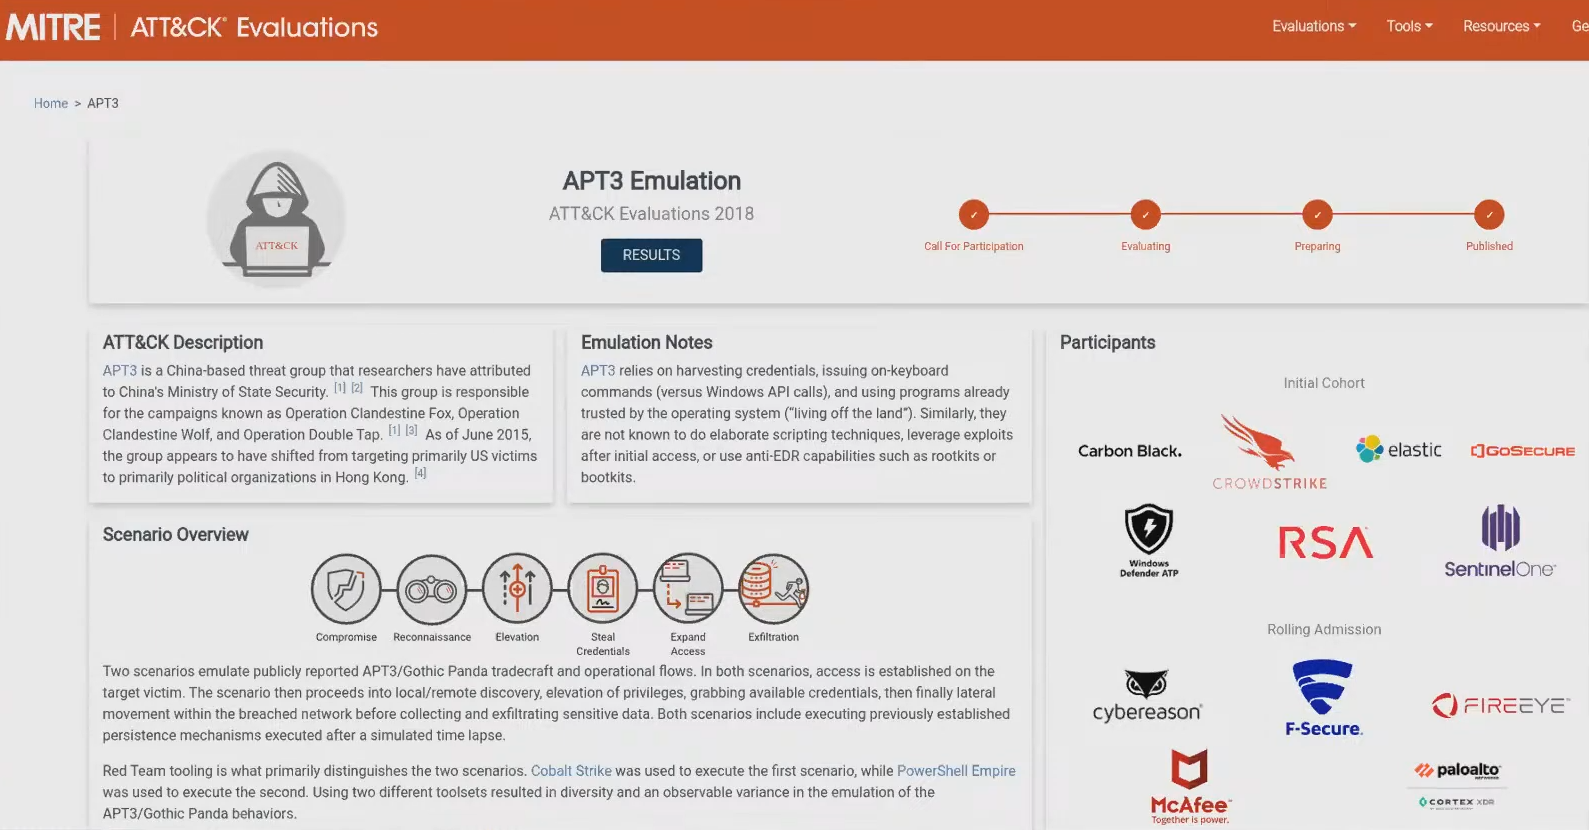 MITRE | ATT&CK® Evaluations
Evaluations
Tools
Resources
Ge
Home > APT3
ATT&CK
APT3 Emulation
ATT&CK Evaluations 2018
RESULTS
Call For Participation
Evaluating
Preparing
Published
ATT&CK Description
APT3 is a China-based threat group that researchers have attributed
to China's Ministry of State Security. [1] [2] This group is responsible
for the campaigns known as Operation Clandestine Fox, Operation
Clandestine Wolf, and Operation Double Tap. [1] [3] As of June 2015,
the group appears to have shifted from targeting primarily US victims
to primarily political organizations in Hong Kong. [4]
Emulation Notes
APT3 relies on harvesting credentials, issuing on-keyboard
commands (versus Windows API calls), and using programs already
trusted by the operating system (“living off the land”). Similarly, they
are not known to do elaborate scripting techniques, leverage exploits
after initial access, or use anti-EDR capabilities such as rootkits or
bootkits.
Scenario Overview
Compromise
Reconnaissance
Elevation
Steal
Credentials
Expand
Access
Exfiltration
Two scenarios emulate publicly reported APT3/Gothic Panda tradecraft and operational flows. In both scenarios, access is established on the
target victim. The scenario then proceeds into local/remote discovery, elevation of privileges, grabbing available credentials, then finally lateral
movement within the breached network before collecting and exfiltrating sensitive data. Both scenarios include executing previously established
persistence mechanisms executed after a simulated time lapse.
Red Team tooling is what primarily distinguishes the two scenarios. Cobalt Strike was used to execute the first scenario, while PowerShell Empire
was used to execute the second. Using two different toolsets resulted in diversity and an observable variance in the emulation of the
APT3/Gothic Panda behaviors.
Participants
Initial Cohort
Carbon Black.
CROWDSTRIKE
elastic
GOSECURE
Windows
Defender ATP
RSA
SentinelOne™
Rolling Admission
cybereason®
F-Secure.
FIREEYE™
McAfee™
Together is power.
paloalto
NETWORKS
CORTEX XDR